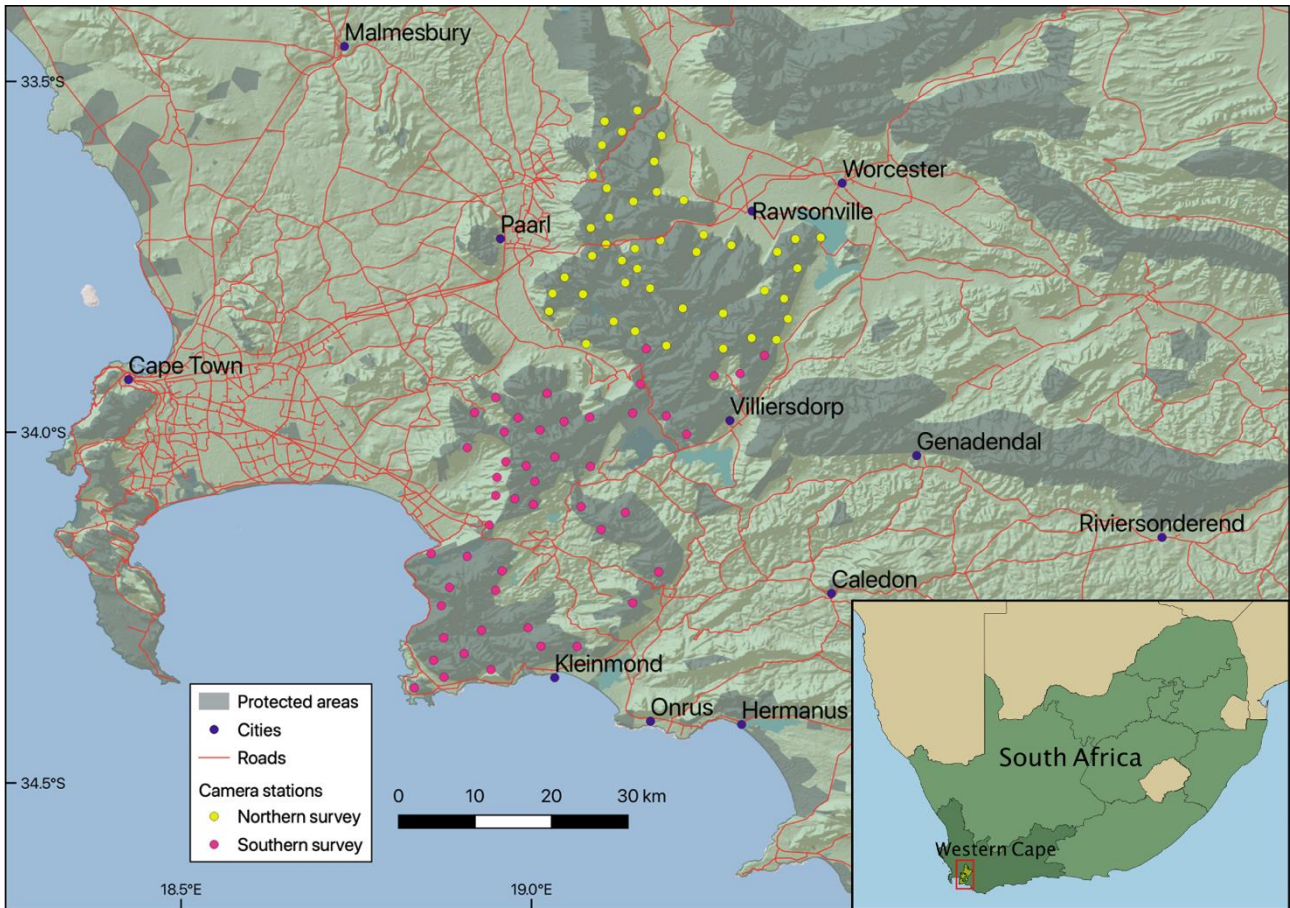 Malmesbury
33.5°S
Worcester
Rawsonville
Paarl
Cape Town
Villiersdorp
34.0°S
Genadendal
Riviersonderend
Caledon
Kleinmond
Onrus
Hermanus
Protected areas
Cities
Roads
Camera stations
Northern survey
Southern survey
0 10 20 30 km
34.5°S
18.5°E
19.0°E
South Africa
Western Cape